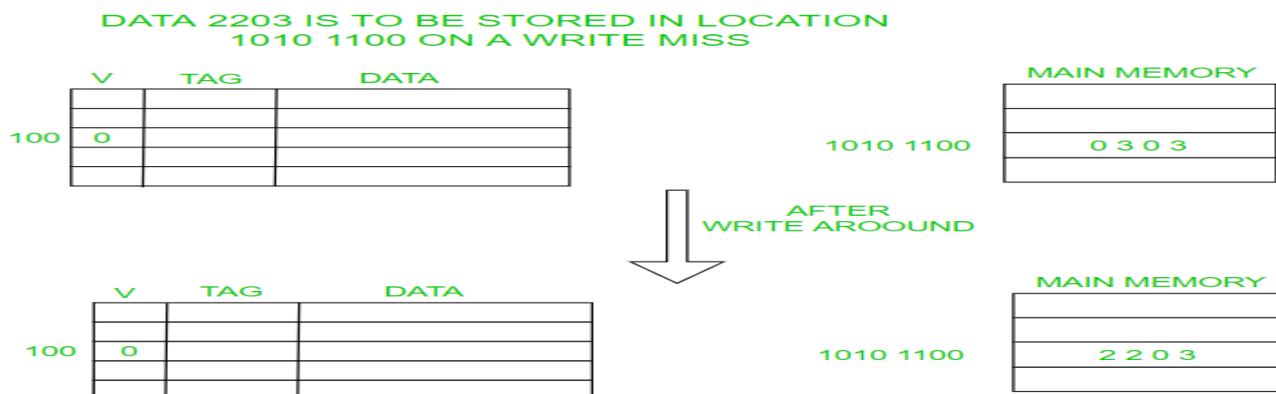 DATA 2203 IS TO BE STORED IN LOCATION
1010 1100 ON A WRITE MISS
V TAG DATA
MAIN MEMORY
100 0
1010 1100 0 3 0 3
AFTER
WRITE AROOUND
V TAG DATA
MAIN MEMORY
100 0
1010 1100 2 2 0 3